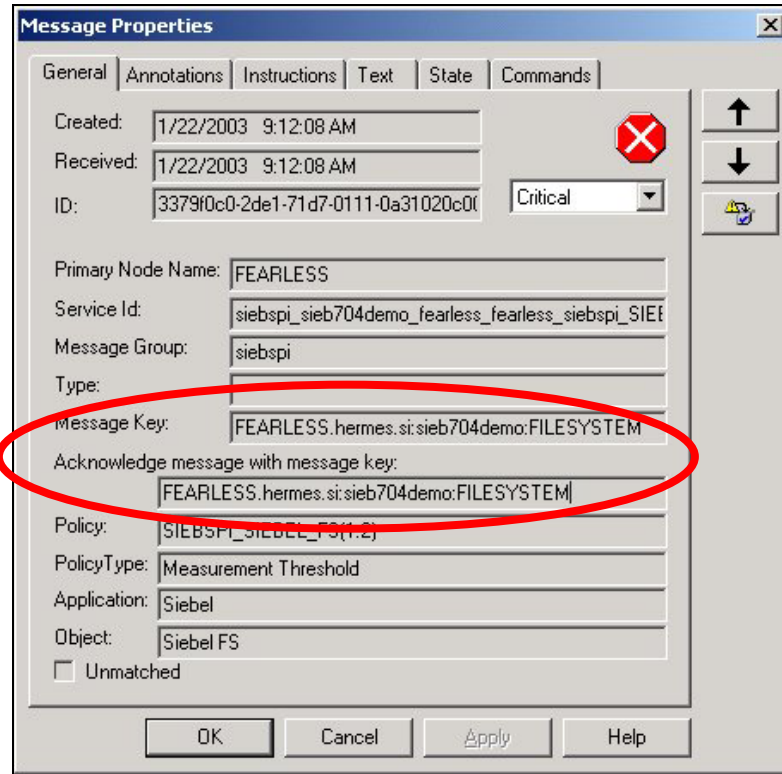 Message Properties
General Annotations Instructions Text State Commands
Created: 1/22/2003 9:12:08 AM
Received: 1/22/2003 9:12:08 AM
ID: 3379f0c0-2de1-71d7-0111-0a31020c00 Critical
Primary Node Name: FEARLESS
Service Id: siebspi_sieb704demo_fearless_fearless_siebspi_SIEE
Message Group: siebspi
Type:
Message Key: FEARLESS.hermes.si:sieb704demo:FILESYSTEM
Acknowledge message with message key:
FEARLESS.hermes.si:sieb704demo:FILESYSTEM
Policy: SIEBSPI_SIEBEL_FS(1.2)
PolicyType: Measurement Threshold
Application: Siebel
Object: Siebel FS
Unmatched
OK Cancel Apply Help